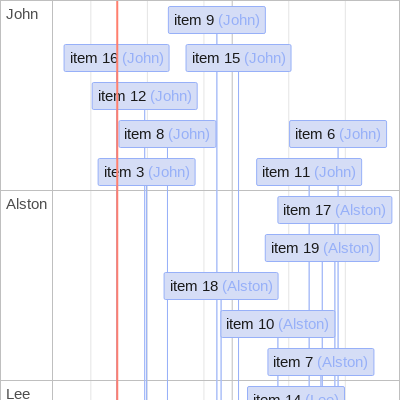 John
item 9 (John)
item 16 (John)
item 15 (John)
item 12 (John)
item 8 (John)
item 6 (John)
item 3 (John)
item 11 (John)
Alston
item 17 (Alston)
item 19 (Alston)
item 18 (Alston)
item 10 (Alston)
item 7 (Alston)
Lee
item 14 (Lee)